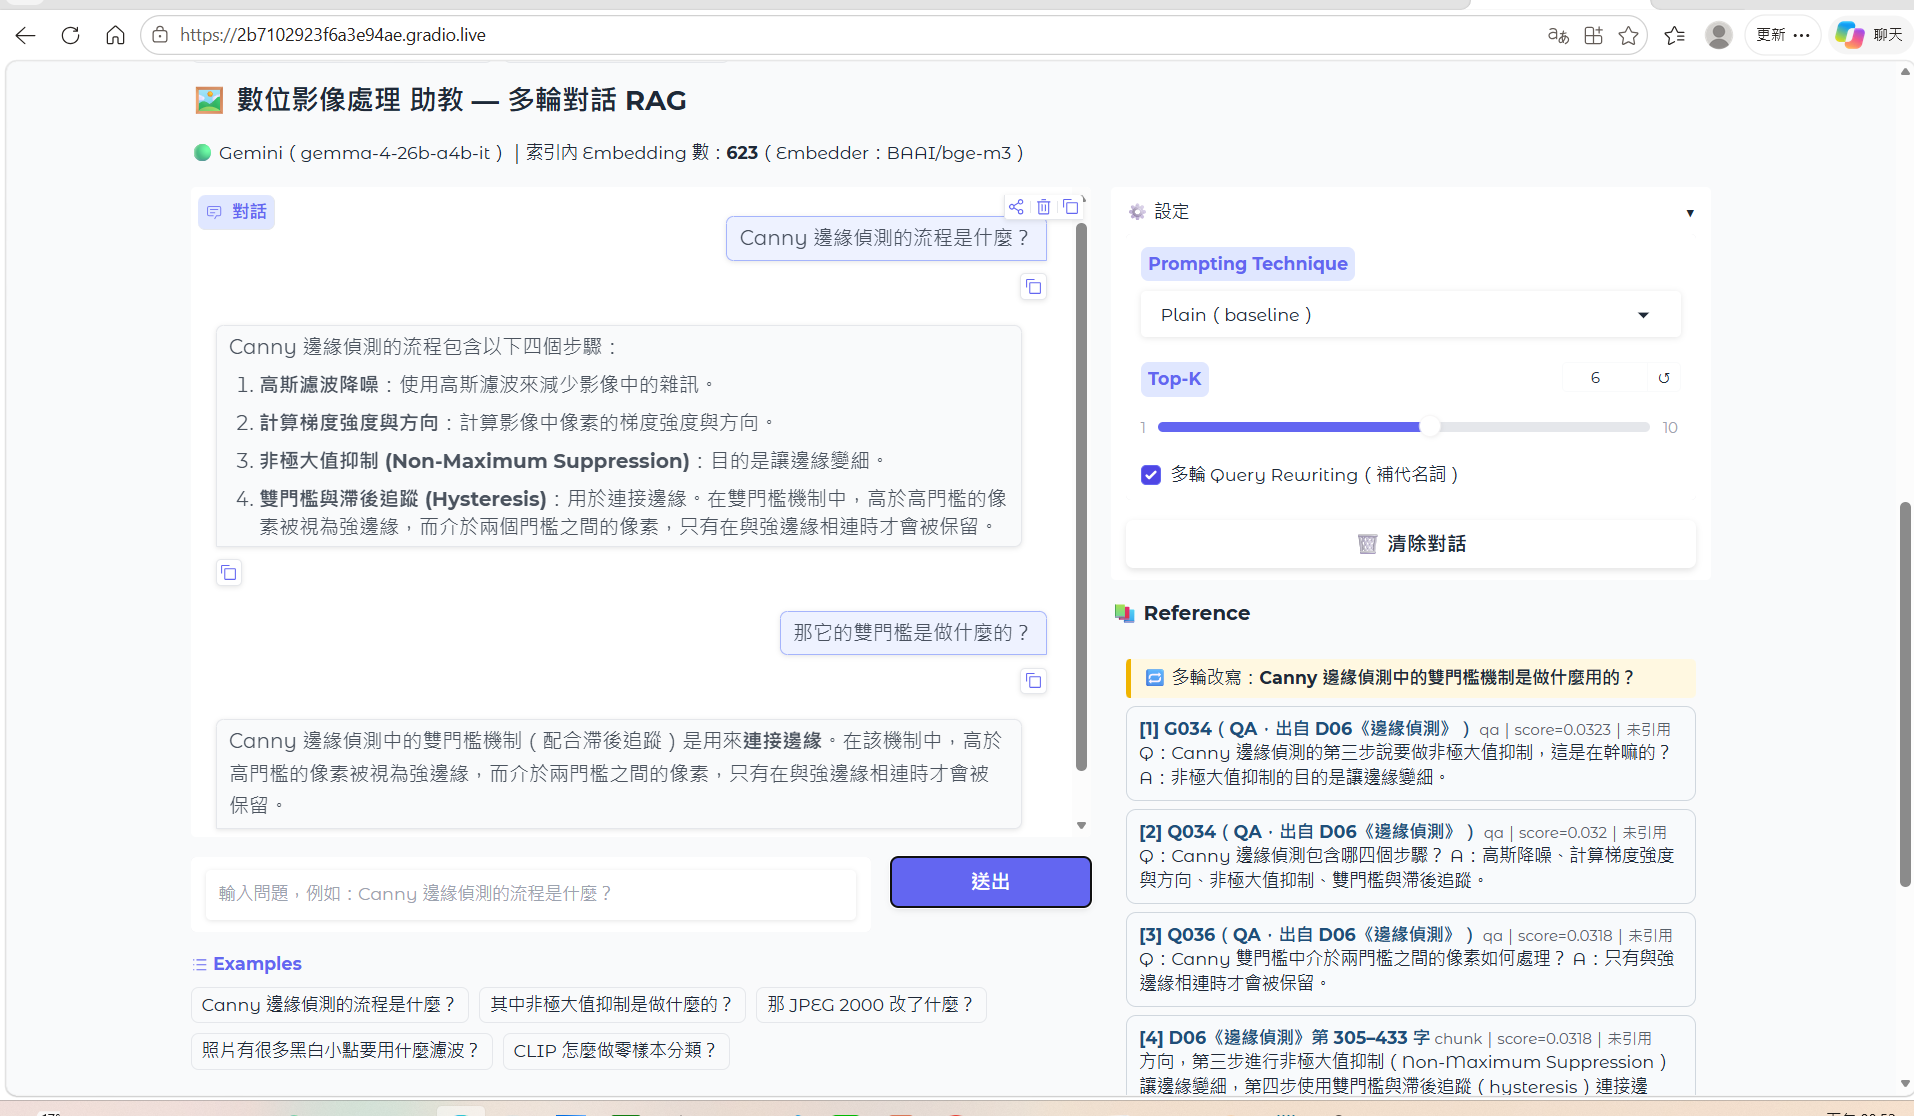 https://2b7102923f6a3e94ae.gradio.live
更新
聊天
數位影像處理 助教 — 多輪對話 RAG
Gemini（gemma-4-26b-a4b-it）｜索引內 Embedding 數：623（Embedder：BAAI/bge-m3）
對話
Canny 邊緣偵測的流程是什麼？
Canny 邊緣偵測的流程包含以下四個步驟：
1. 高斯濾波降噪：使用高斯濾波來減少影像中的雜訊。
2. 計算梯度強度與方向：計算影像中像素的梯度強度與方向。
3. 非極大值抑制 (Non-Maximum Suppression)：目的是讓邊緣變細。
4. 雙門檻與滯後追蹤 (Hysteresis)：用於連接邊緣。在雙門檻機制中，高於高門檻的像
素被視為強邊緣，而介於兩個門檻之間的像素，只有在與強邊緣相連時才會被保留。
那它的雙門檻是做什麼的？
Canny 邊緣偵測中的雙門檻機制（配合滯後追蹤）是用來連接邊緣。在該機制中，高於
高門檻的像素被視為強邊緣，而介於兩門檻之間的像素，只有在與強邊緣相連時才會被
保留。
輸入問題，例如：Canny 邊緣偵測的流程是什麼？
送出
Examples
Canny 邊緣偵測的流程是什麼？
其中非極大值抑制是做什麼的？
那 JPEG 2000 改了什麼？
照片有很多黑白小點要用什麼濾波？
CLIP 怎麼做零樣本分類？
設定
Prompting Technique
Plain（baseline）
Top-K
6
1
10
多輪 Query Rewriting（補代名詞）
清除對話
Reference
多輪改寫：Canny 邊緣偵測中的雙門檻機制是做什麼用的？
[1] G034（QA · 出自 D06《邊緣偵測》） qa | score=0.0323 | 未引用
Q：Canny 邊緣偵測的第三步說要做非極大值抑制，這是在幹嘛的？
A：非極大值抑制的目的是讓邊緣變細。
[2] Q034（QA · 出自 D06《邊緣偵測》） qa | score=0.032 | 未引用
Q：Canny 邊緣偵測包含哪四個步驟？ A：高斯降噪、計算梯度強度
與方向、非極大值抑制、雙門檻與滯後追蹤。
[3] Q036（QA · 出自 D06《邊緣偵測》） qa | score=0.0318 | 未引用
Q：Canny 雙門檻中介於兩門檻之間的像素如何處理？ A：只有與強
邊緣相連時才會被保留。
[4] D06《邊緣偵測》第 305–433 字 chunk | score=0.0318 | 未引用
方向，第三步進行非極大值抑制（Non-Maximum Suppression）
讓邊緣變細，第四步使用雙門檻與滯後追蹤（hysteresis）連接邊